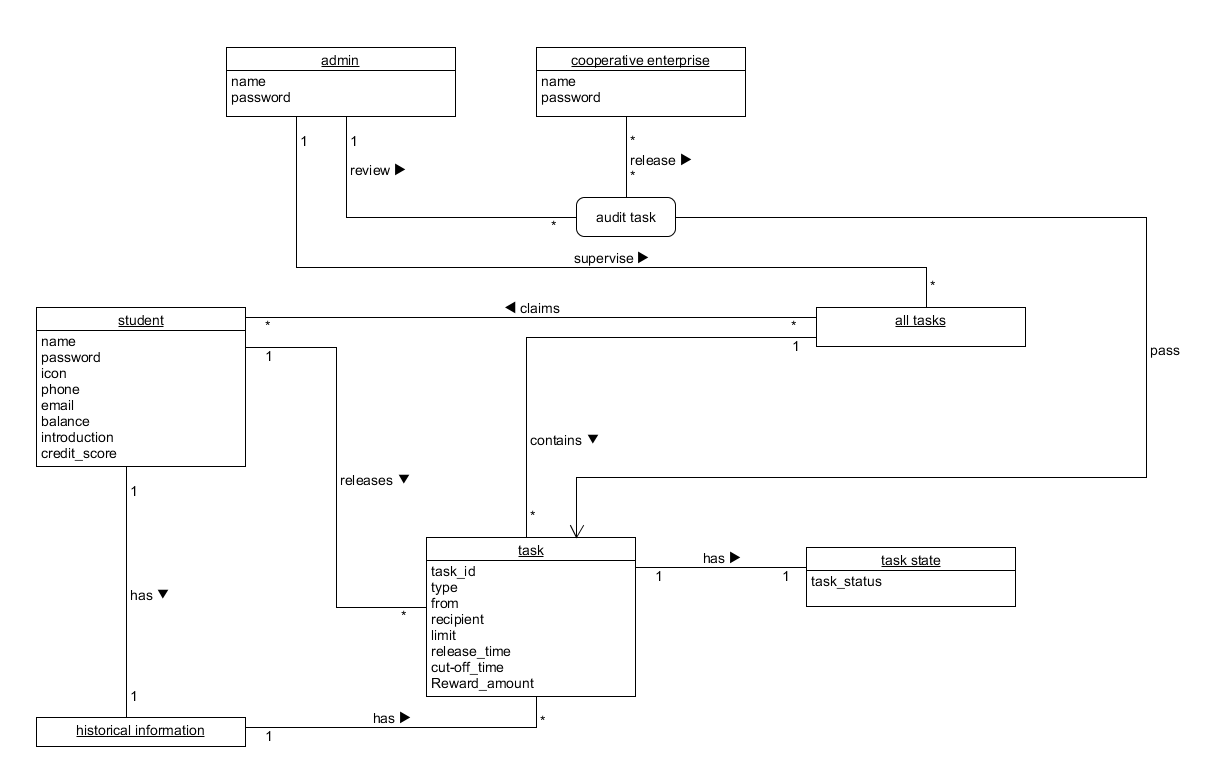 admin
name
password
cooperative enterprise
name
password
1
1
*
review ▶
release ▶
*
*
audit task
supervise ▶
*
student
name
password
icon
phone
email
balance
introduction
credit_score
◀ claims
*
*
all tasks
1
1
pass
contains ▼
releases ▼
1
*
task
task_id
type
from
recipient
limit
release_time
cut-off_time
Reward_amount
has ▶
1
1
task state
task_status
has ▼
*
1
historical information
has ▶
*
1